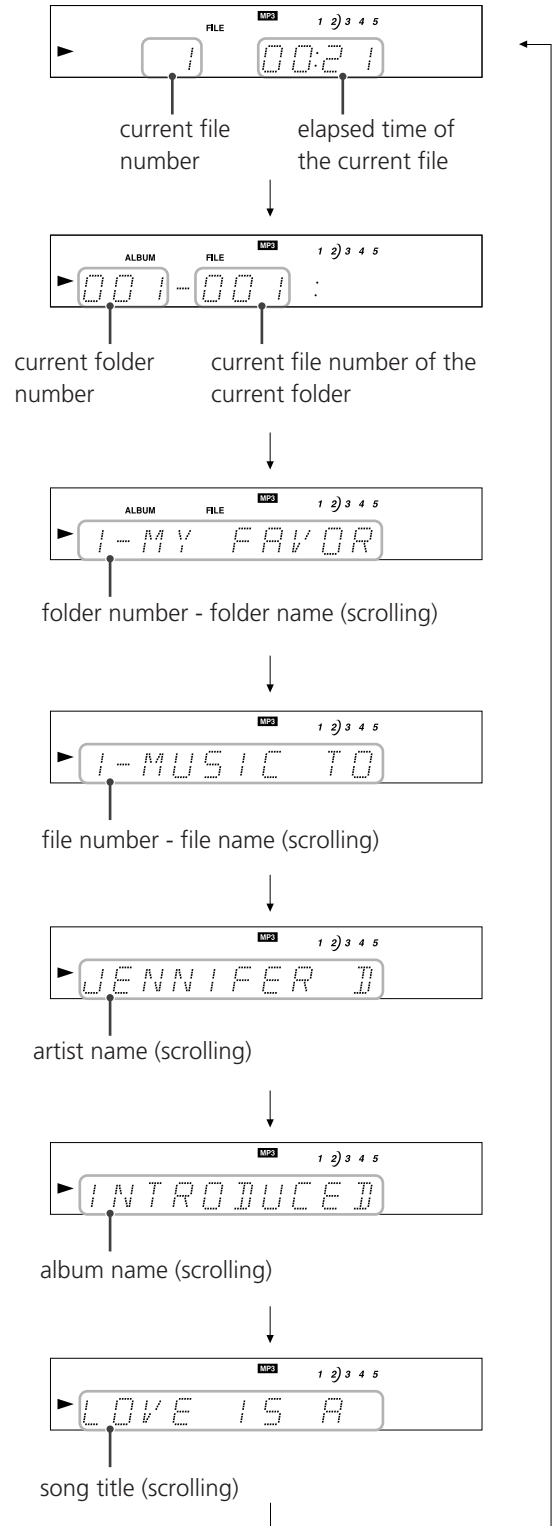 FILE MP3 1 2) 3 4 5
1 00:21
current file number
elapsed time of the current file
ALBUM FILE MP3 1 2) 3 4 5
001-001 :
current folder number
current file number of the current folder
ALBUM FILE MP3 1 2) 3 4 5
1-MY FAVOR
folder number - folder name (scrolling)
MP3 1 2) 3 4 5
1-MUSIC TO
file number - file name (scrolling)
MP3 1 2) 3 4 5
JENNIFER D
artist name (scrolling)
MP3 1 2) 3 4 5
INTRODUCED
album name (scrolling)
MP3 1 2) 3 4 5
LOVE IS A
song title (scrolling)